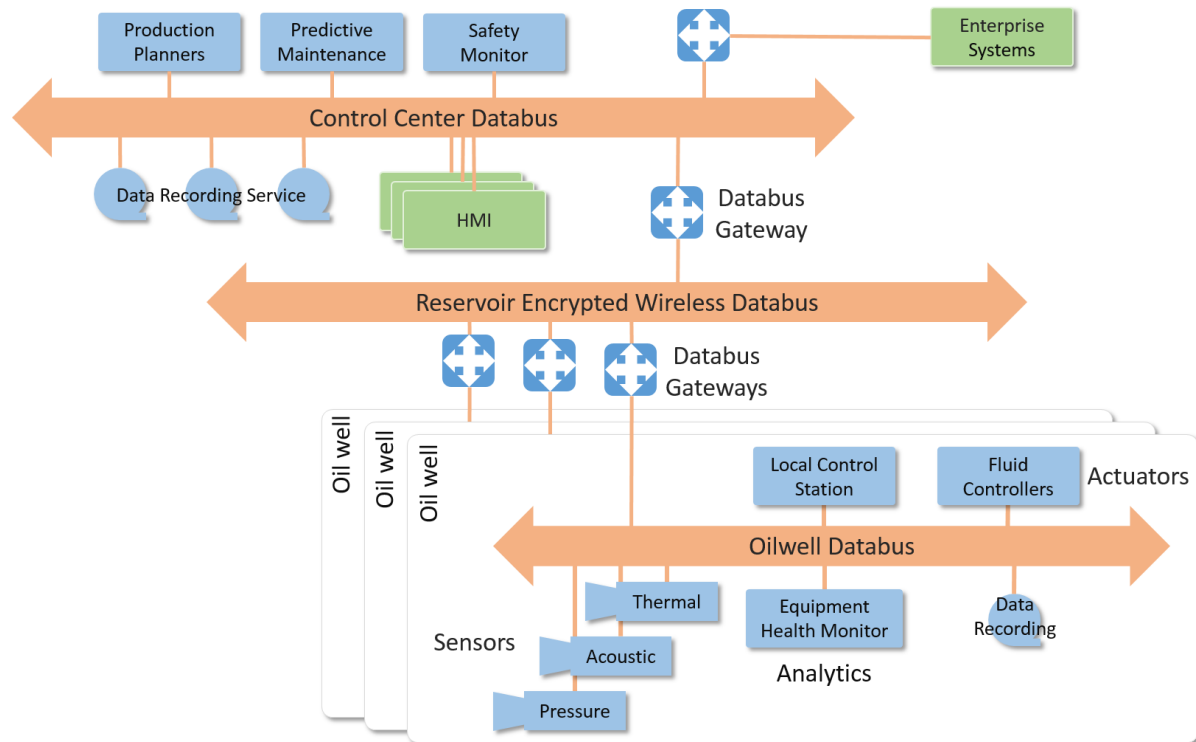 Production
Planners
Predictive
Maintenance
Safety
Monitor
Enterprise
Systems
Control Center Databus
Data Recording Service
HMI
Databus
Gateway
Reservoir Encrypted Wireless Databus
Databus
Gateways
Oil well
Oil well
Oil well
Local Control
Station
Fluid
Controllers
Actuators
Oilwell Databus
Thermal
Equipment
Health Monitor
Data
Recording
Sensors
Acoustic
Analytics
Pressure